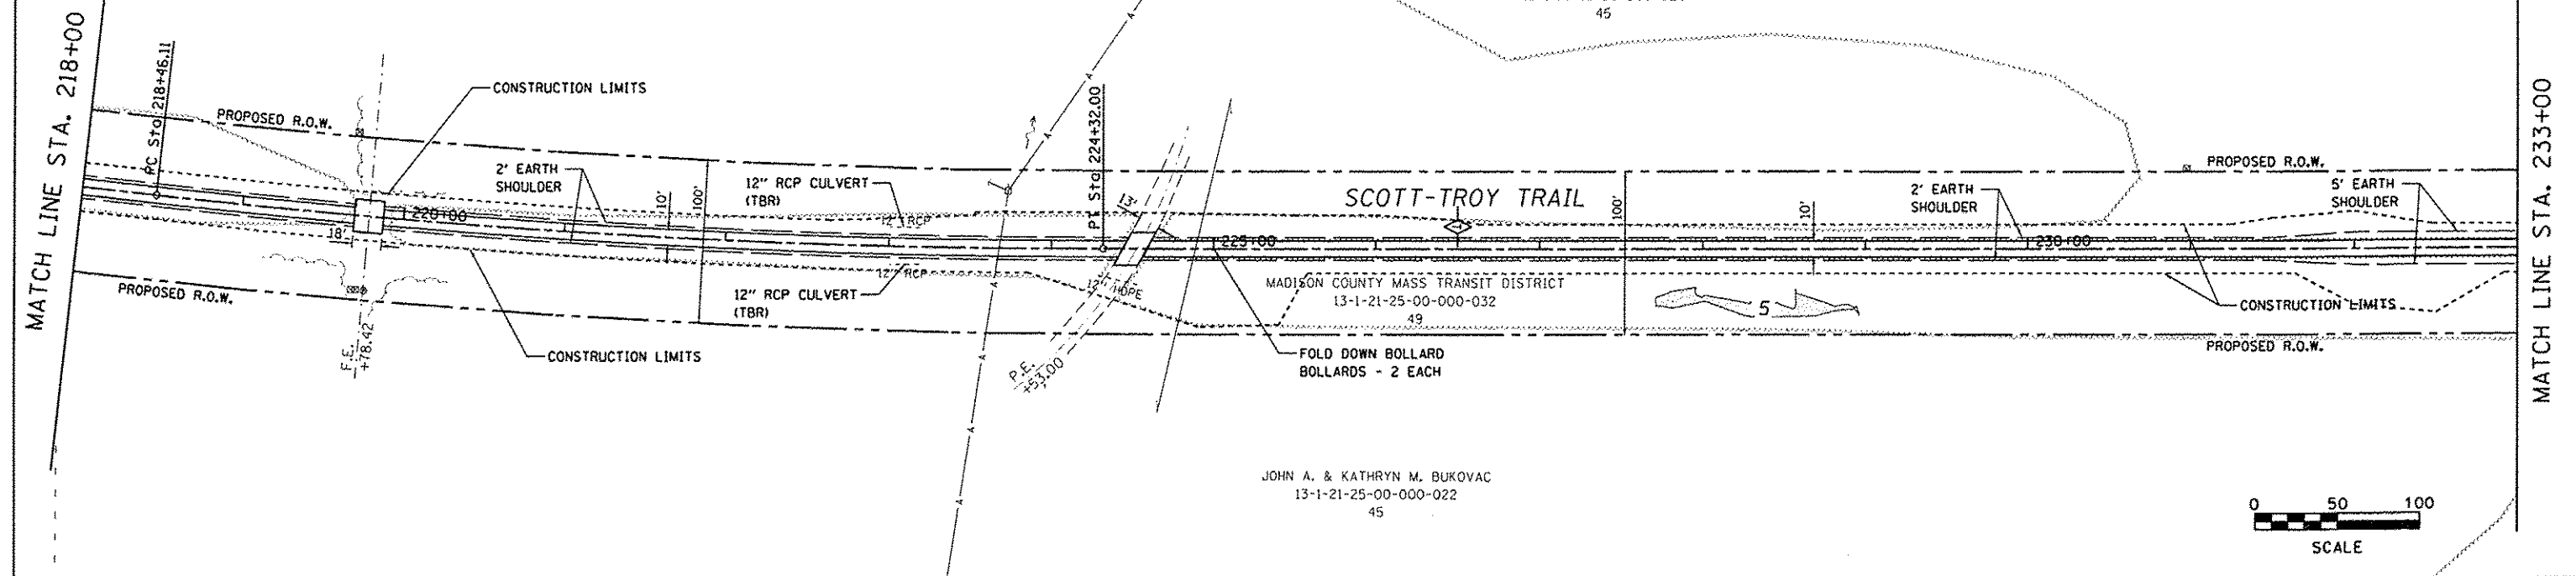 45
MATCH LINE STA. 218+00
PC Sta 218+46.11
PROPOSED R.O.W.
CONSTRUCTION LIMITS
2' EARTH
SHOULDER
10'
100'
12" RCP CULVERT
(TBR)
12" RCP
PT Sta 224+32.00
13'
SCOTT-TROY TRAIL
100'
10'
2' EARTH
SHOULDER
PROPOSED R.O.W.
5' EARTH
SHOULDER
MATCH LINE STA. 233+00
220+00
225+00
230+00
18'
PROPOSED R.O.W.
F.E.
+78.42
CONSTRUCTION LIMITS
12" RCP CULVERT
(TBR)
12" RCP
12" HDPE
P.E.
+53.00
MADISON COUNTY MASS TRANSIT DISTRICT
13-1-21-25-00-000-032
49
5
CONSTRUCTION LIMITS
PROPOSED R.O.W.
FOLD DOWN BOLLARD
BOLLARDS - 2 EACH
JOHN A. & KATHRYN M. BUKOVAC
13-1-21-25-00-000-022
45
0 50 100
SCALE